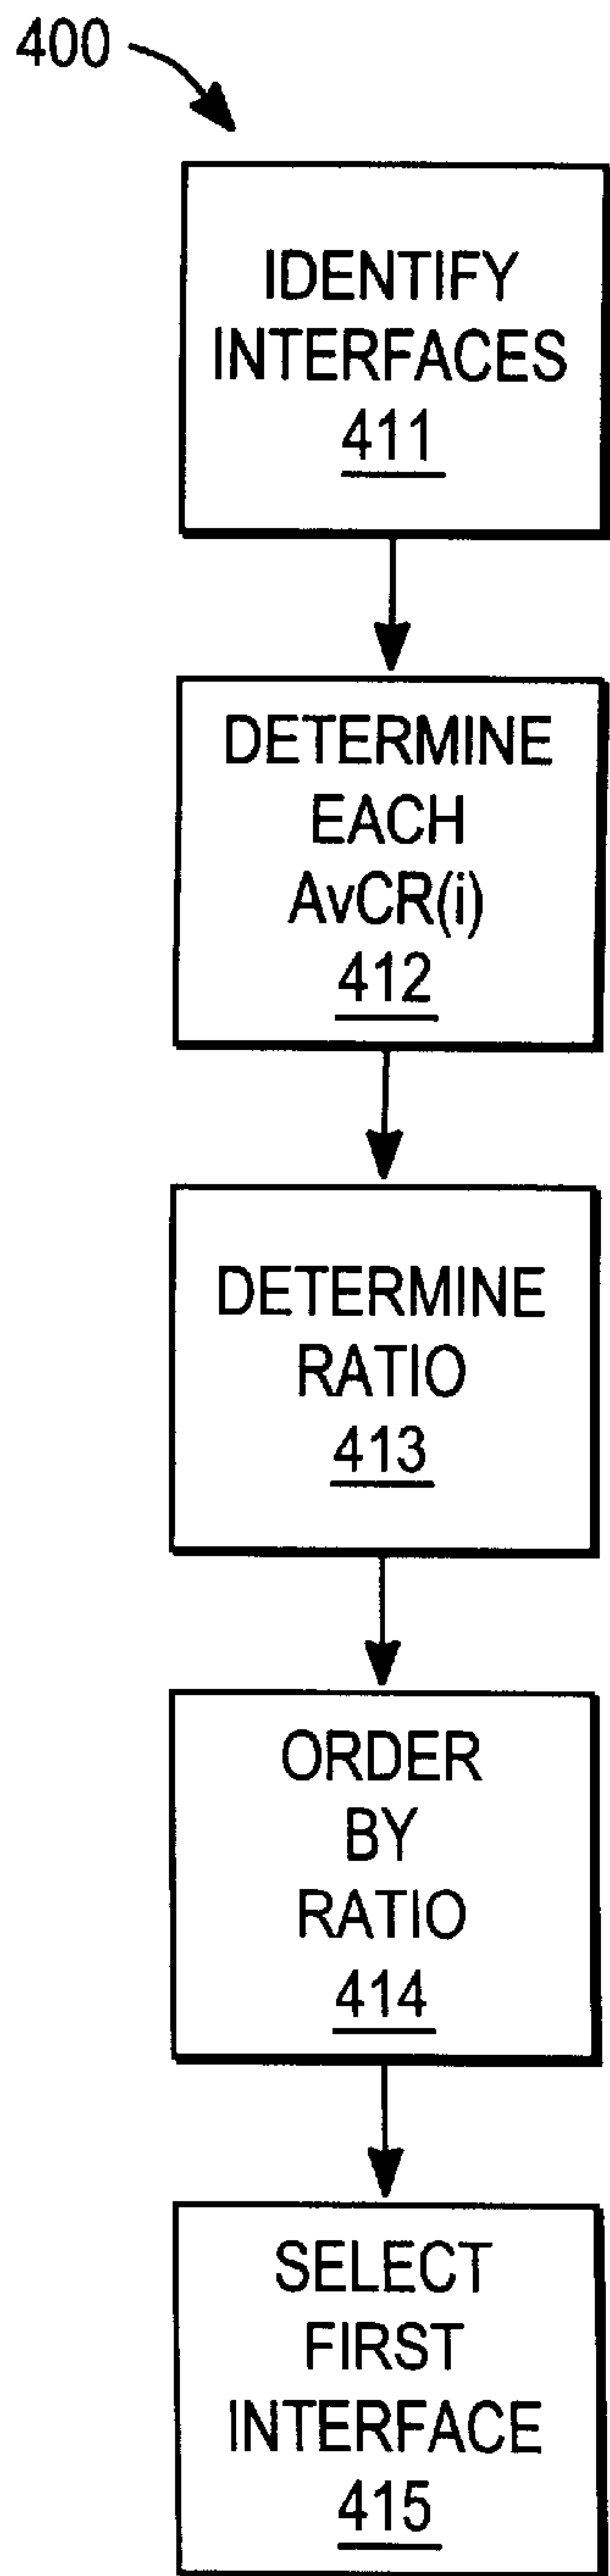 400
IDENTIFY
INTERFACES
411
DETERMINE
EACH
AvCR(i)
412
DETERMINE
RATIO
413
ORDER
BY
RATIO
414
SELECT
FIRST
INTERFACE
415